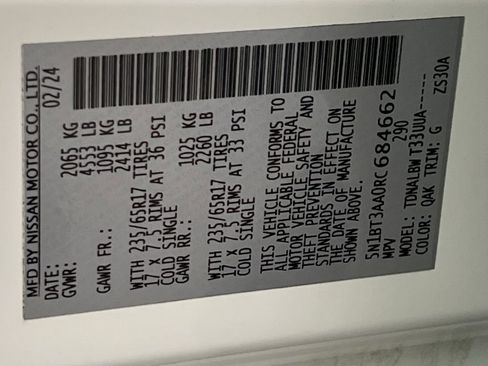 MFD BY NISSAN MOTOR CO., LTD.
DATE: 02/24
GVWR: 2065 KG
4553 LB
GAWR FR.: 1095 KG
2414 LB
WITH 235/65R17 TIRES
17 X 7.5 RIMS AT 36 PSI
COLD SINGLE
GAWR RR.: 1025 KG
2260 LB
WITH 235/65R17 TIRES
17 X 7.5 RIMS AT 33 PSI
COLD SINGLE
THIS VEHICLE CONFORMS TO
ALL APPLICABLE FEDERAL
MOTOR VEHICLE SAFETY AND
THEFT PREVENTION
STANDARDS IN EFFECT ON
THE DATE OF MANUFACTURE
SHOWN ABOVE.
5N1BT3AA0RC684662
MPV 290
MODEL: TDNALBW T33UUA------
COLOR: QAK TRIM: G ZS30A